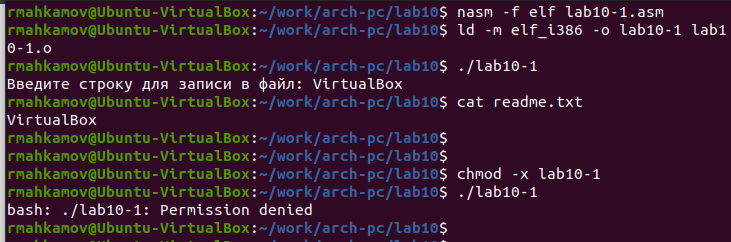 rmahkamov@Ubuntu-VirtualBox:~/work/arch-pc/lab10$ nasm -f elf lab10-1.asm
rmahkamov@Ubuntu-VirtualBox:~/work/arch-pc/lab10$ ld -m elf_i386 -o lab10-1 lab1
0-1.o
rmahkamov@Ubuntu-VirtualBox:~/work/arch-pc/lab10$ ./lab10-1
Введите строку для записи в файл: VirtualBox
rmahkamov@Ubuntu-VirtualBox:~/work/arch-pc/lab10$ cat readme.txt
VirtualBox
rmahkamov@Ubuntu-VirtualBox:~/work/arch-pc/lab10$
rmahkamov@Ubuntu-VirtualBox:~/work/arch-pc/lab10$
rmahkamov@Ubuntu-VirtualBox:~/work/arch-pc/lab10$ chmod -x lab10-1
rmahkamov@Ubuntu-VirtualBox:~/work/arch-pc/lab10$ ./lab10-1
bash: ./lab10-1: Permission denied
rmahkamov@Ubuntu-VirtualBox:~/work/arch-pc/lab10$